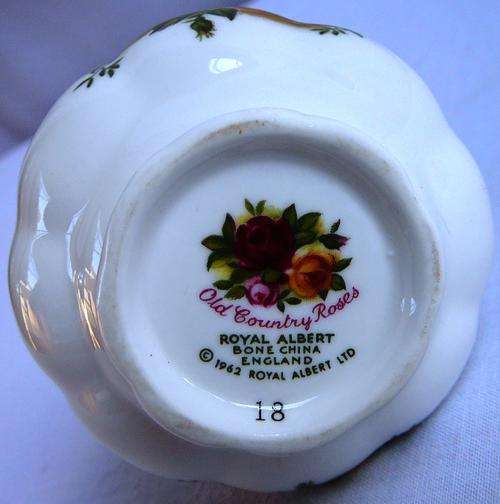 Old Country Roses
ROYAL ALBERT
BONE CHINA
ENGLAND
© 1962 ROYAL ALBERT LTD
18